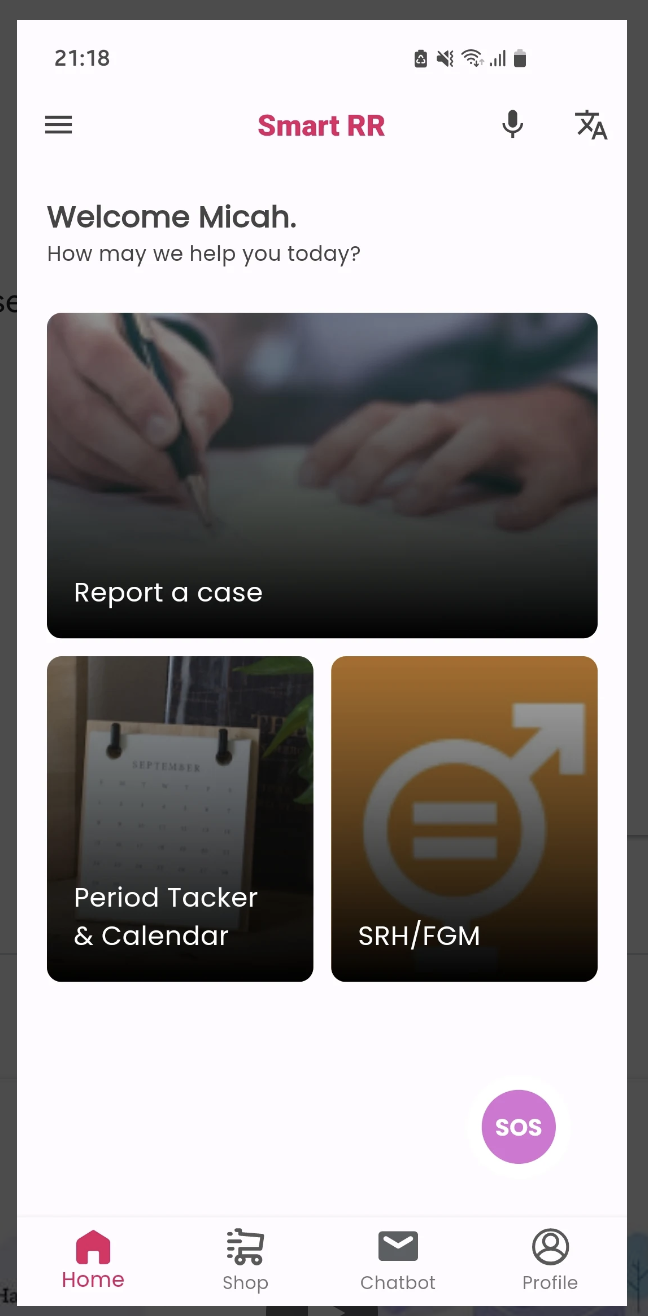 21:18
Smart RR
Welcome Micah.
How may we help you today?
Report a case
SEPTEMBER
Period Tacker
& Calendar
SRH/FGM
SOS
Home
Shop
Chatbot
Profile